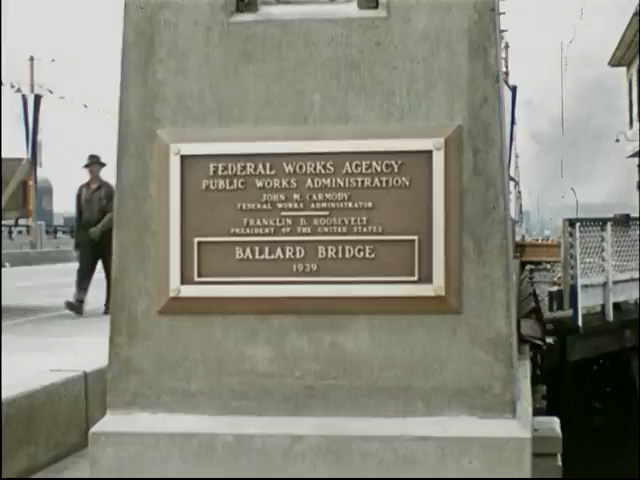 FEDERAL WORKS AGENCY
PUBLIC WORKS ADMINISTRATION
JOHN M. CARMODY
FEDERAL WORKS ADMINISTRATOR
FRANKLIN D. ROOSEVELT
PRESIDENT OF THE UNITED STATES
BALLARD BRIDGE
1939